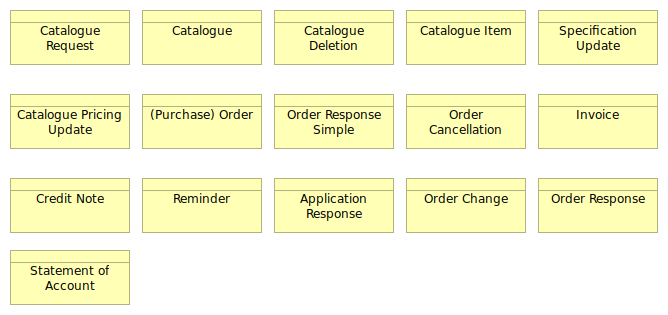 Catalogue
Request
Catalogue
Catalogue
Deletion
Catalogue Item
Specification
Update
Catalogue Pricing
Update
(Purchase) Order
Order Response
Simple
Order
Cancellation
Invoice
Credit Note
Reminder
Application
Response
Order Change
Order Response
Statement of
Account